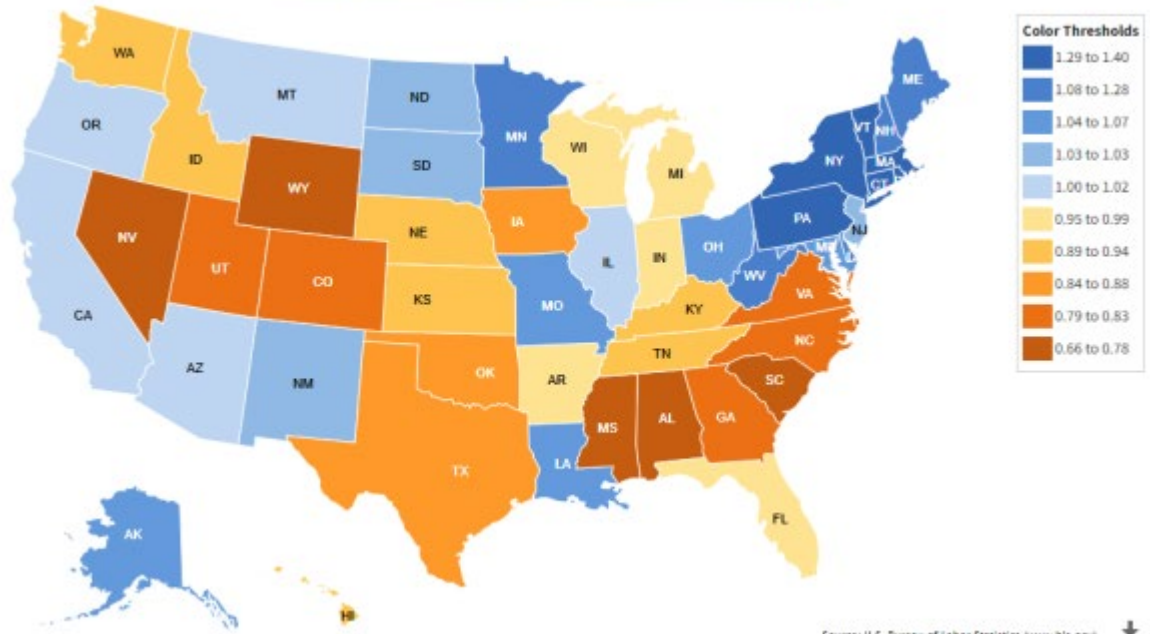 Color Thresholds
1.29 to 1.40
1.08 to 1.28
1.04 to 1.07
1.03 to 1.03
1.00 to 1.02
0.95 to 0.99
0.89 to 0.94
0.84 to 0.88
0.79 to 0.83
0.66 to 0.78
WA
MT
ND
MN
ME
OR
ID
SD
WI
VT
NH
NY
MA
WY
MI
CT
NV
UT
CO
NE
IA
IL
IN
OH
PA
NJ
CA
KS
MO
KY
WV
VA
AZ
NM
OK
AR
TN
NC
SC
MS
AL
GA
TX
LA
FL
AK
HI